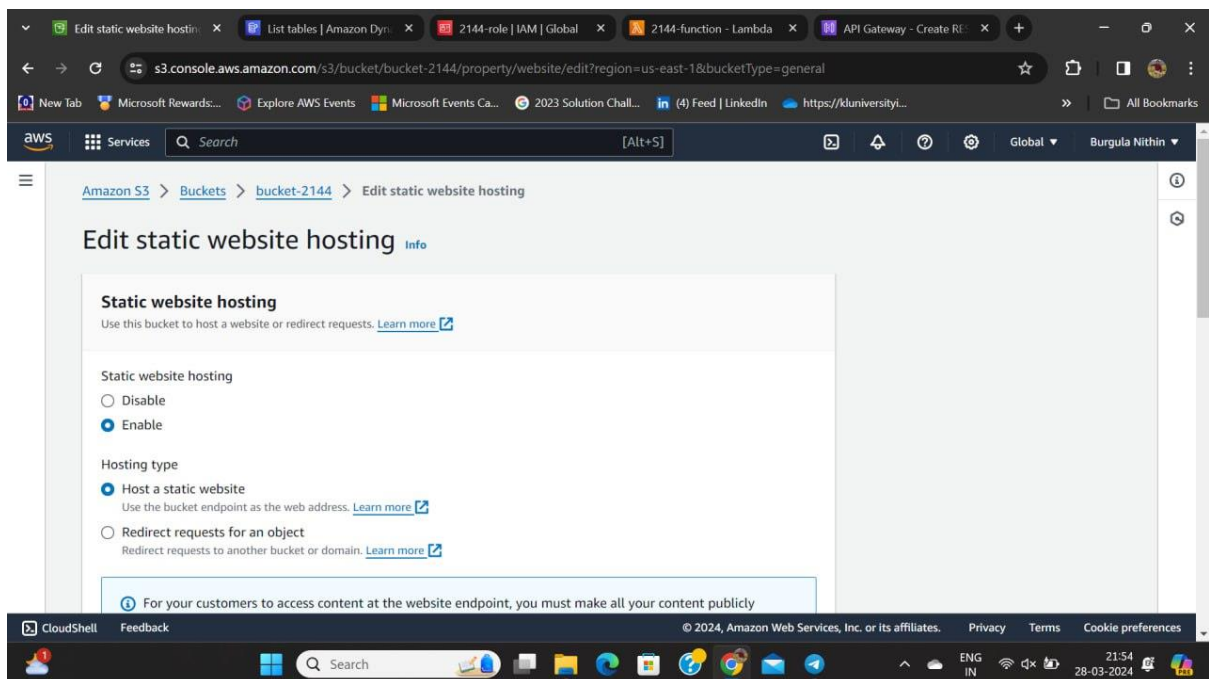 Edit static website hostin
List tables | Amazon Dyn
2144-role | IAM | Global
2144-function - Lambda
API Gateway - Create RE
s3.console.aws.amazon.com/s3/bucket/bucket-2144/property/website/edit?region=us-east-1&bucketType=general
New Tab Microsoft Rewards:... Explore AWS Events Microsoft Events Ca... 2023 Solution Chall... (4) Feed | LinkedIn https://kluniversityi... » All Bookmarks
aws Services Search [Alt+S] Global Burgula Nithin
Amazon S3 > Buckets > bucket-2144 > Edit static website hosting
Edit static website hosting Info
Static website hosting
Use this bucket to host a website or redirect requests. Learn more
Static website hosting
Disable
Enable
Hosting type
Host a static website
Use the bucket endpoint as the web address. Learn more
Redirect requests for an object
Redirect requests to another bucket or domain. Learn more
For your customers to access content at the website endpoint, you must make all your content publicly
CloudShell Feedback © 2024, Amazon Web Services, Inc. or its affiliates. Privacy Terms Cookie preferences
1 Search ENG 21:54
IN 28-03-2024